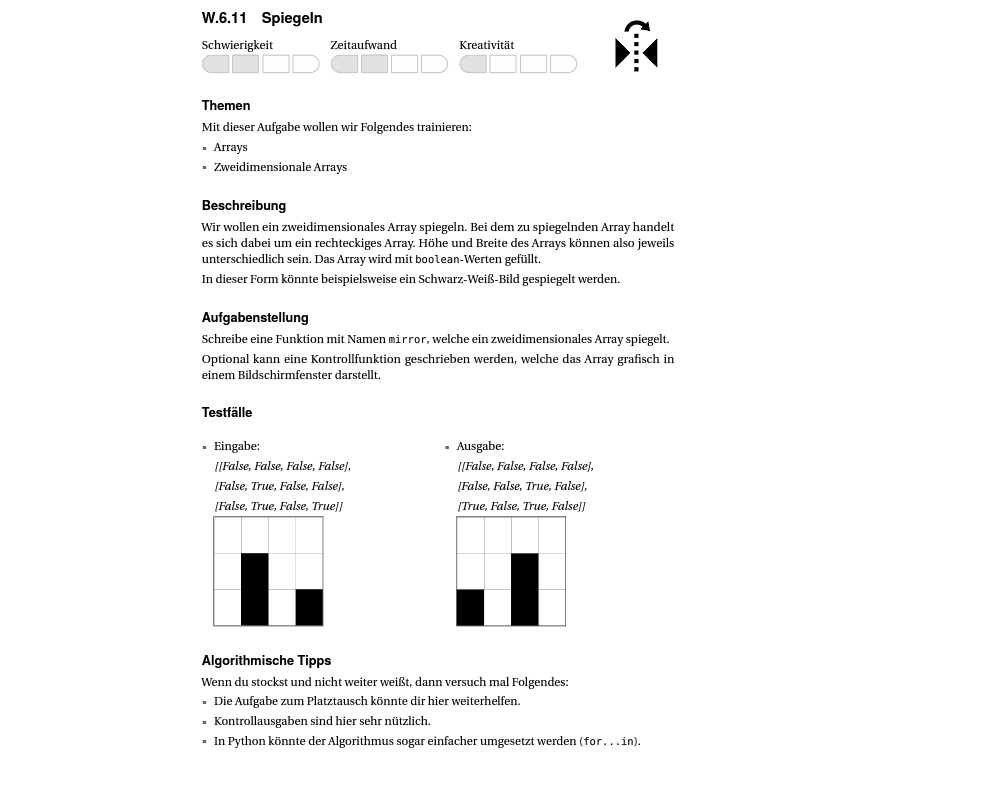 W.6.11 Spiegeln
Schwierigkeit Zeitaufwand Kreativität
Themen
Mit dieser Aufgabe wollen wir Folgendes trainieren:
▪ Arrays
▪ Zweidimensionale Arrays
Beschreibung
Wir wollen ein zweidimensionales Array spiegeln. Bei dem zu spiegelnden Array handelt
es sich dabei um ein rechteckiges Array. Höhe und Breite des Arrays können also jeweils
unterschiedlich sein. Das Array wird mit boolean-Werten gefüllt.
In dieser Form könnte beispielsweise ein Schwarz-Weiß-Bild gespiegelt werden.
Aufgabenstellung
Schreibe eine Funktion mit Namen mirror, welche ein zweidimensionales Array spiegelt.
Optional kann eine Kontrollfunktion geschrieben werden, welche das Array grafisch in
einem Bildschirmfenster darstellt.
Testfälle
▪ Eingabe:
[[False, False, False, False],
[False, True, False, False],
[False, True, False, True]]
▪ Ausgabe:
[[False, False, False, False],
[False, False, True, False],
[True, False, True, False]]
Algorithmische Tipps
Wenn du stockst und nicht weiter weißt, dann versuch mal Folgendes:
▪ Die Aufgabe zum Platztausch könnte dir hier weiterhelfen.
▪ Kontrollausgaben sind hier sehr nützlich.
▪ In Python könnte der Algorithmus sogar einfacher umgesetzt werden (for...in).